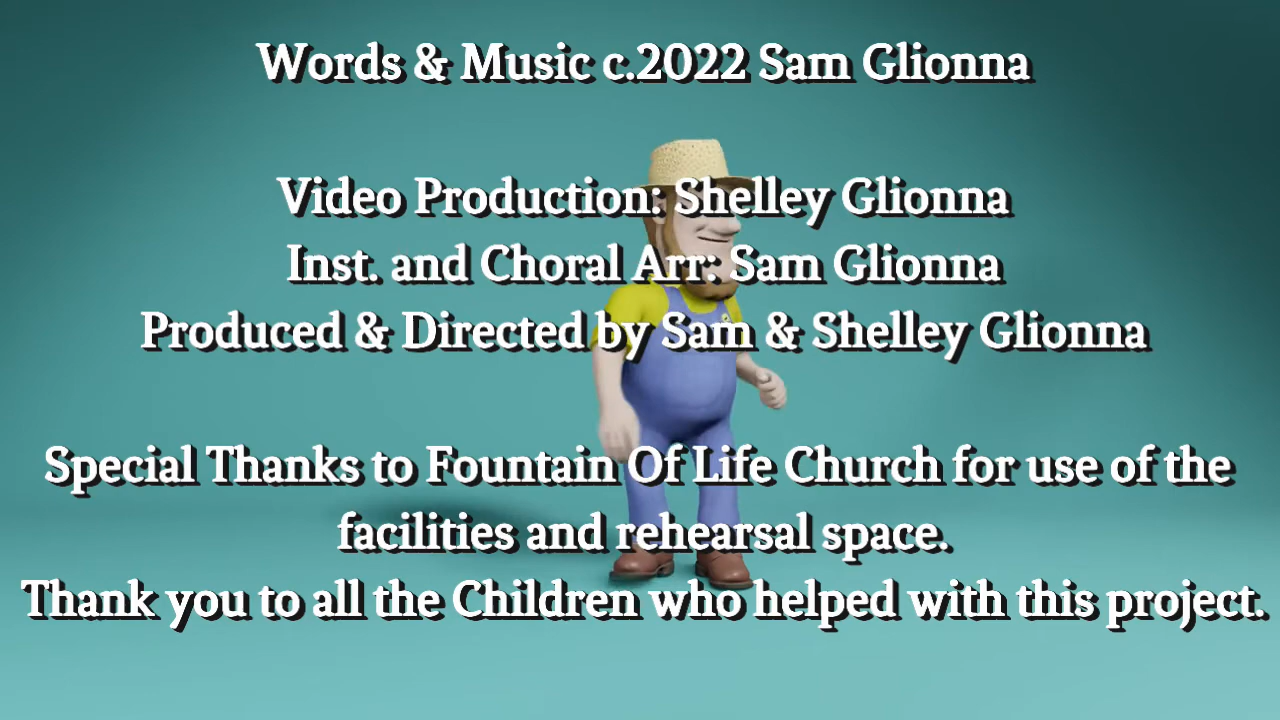 Words & Music c.2022 Sam Glionna
Video Production: Shelley Glionna
Inst. and Choral Arr: Sam Glionna
Produced & Directed by Sam & Shelley Glionna
Special Thanks to Fountain Of Life Church for use of the
facilities and rehearsal space.
Thank you to all the Children who helped with this project.